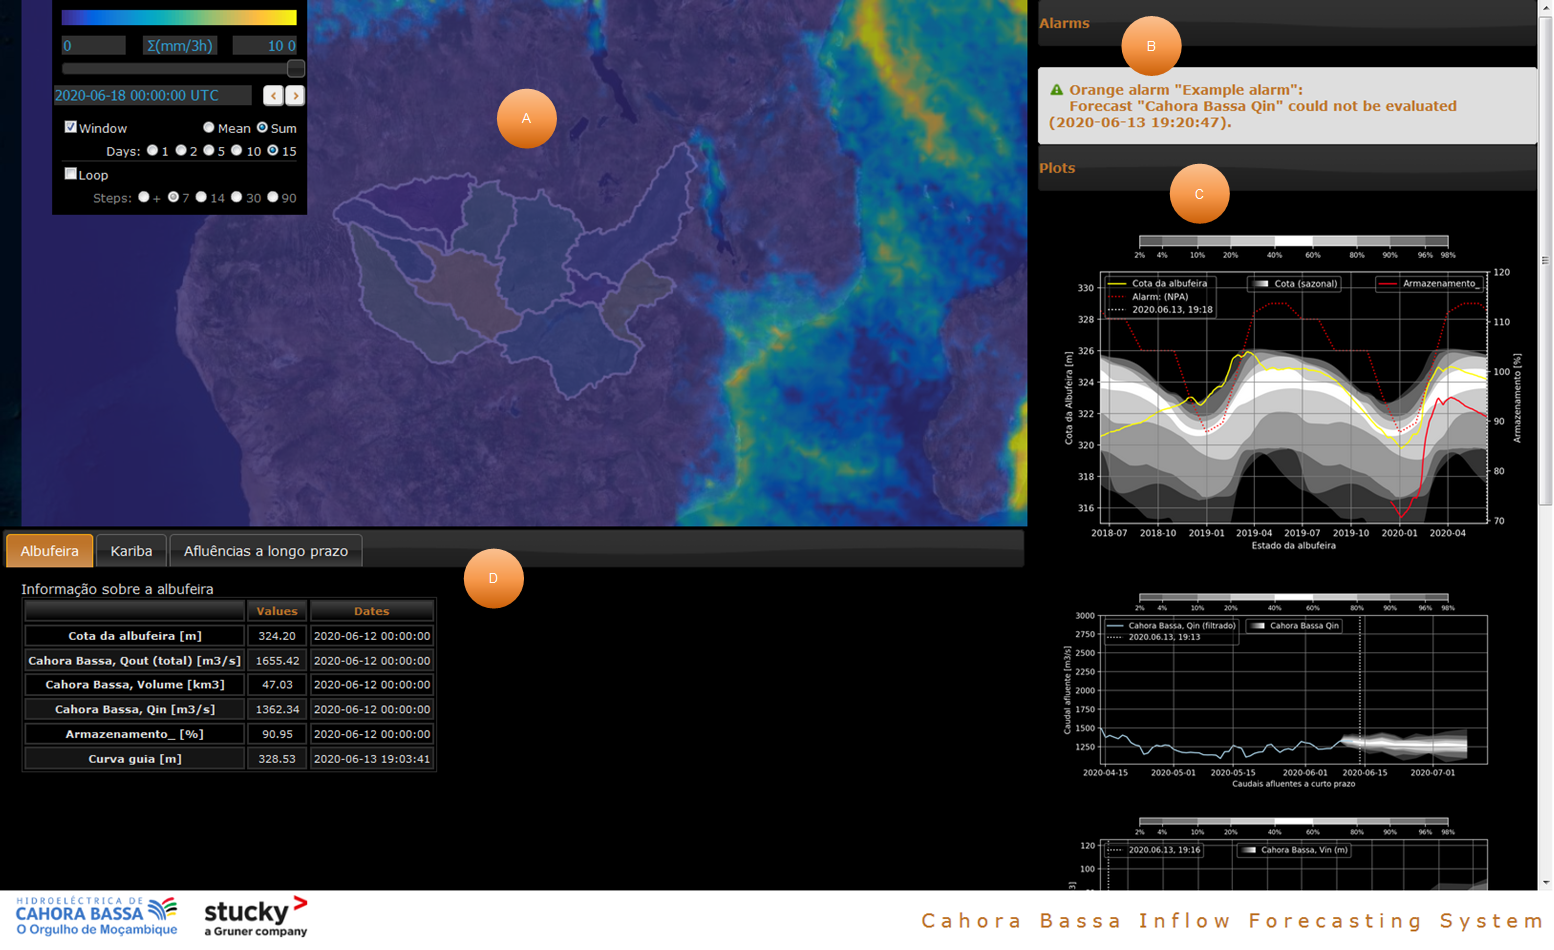 0 Σ(mm/3h) 10 0
2020-06-18 00:00:00 UTC < >
Window Mean Sum
Days: 1 2 5 10 15
Loop
Steps: + 7 14 30 90
A
Alarms
B
Orange alarm "Example alarm":
Forecast "Cahora Bassa Qin" could not be evaluated
(2020-06-13 19:20:47).
Plots
C
2% 4% 10% 20% 40% 60% 80% 90% 96% 98%
Cota da albufeira
Alarm: (NPA)
2020.06.13, 19:18
Cota (sazonal)
Armazenamento_
330
328
326
324
322
320
318
316
120
110
100
90
80
70
Cota da Albufeira [m]
Armazenamento [%]
2018-07 2018-10 2019-01 2019-04 2019-07 2019-10 2020-01 2020-04
Estado da albufeira
2% 4% 10% 20% 40% 60% 80% 90% 96% 98%
Cahora Bassa, Qin (filtrado)
2020.06.13, 19:13
Cahora Bassa Qin
3000
2750
2500
2250
2000
1750
1500
1250
Caudal afluente [m3/s]
2020-04-15 2020-05-01 2020-05-15 2020-06-01 2020-06-15 2020-07-01
Caudais afluentes a curto prazo
2% 4% 10% 20% 40% 60% 80% 90% 96% 98%
2020.06.13, 19:16
Cahora Bassa, Vin (m)
120
100
Albufeira Kariba Afluências a longo prazo
D
Informação sobre a albufeira
Values Dates
Cota da albufeira [m] 324.20 2020-06-12 00:00:00
Cahora Bassa, Qout (total) [m3/s] 1655.42 2020-06-12 00:00:00
Cahora Bassa, Volume [km3] 47.03 2020-06-12 00:00:00
Cahora Bassa, Qin [m3/s] 1362.34 2020-06-12 00:00:00
Armazenamento_ [%] 90.95 2020-06-12 00:00:00
Curva guia [m] 328.53 2020-06-13 19:03:41
HIDROELÉCTRICA DE
CAHORA BASSA
O Orgulho de Moçambique
stucky
a Gruner company
Cahora Bassa Inflow Forecasting System